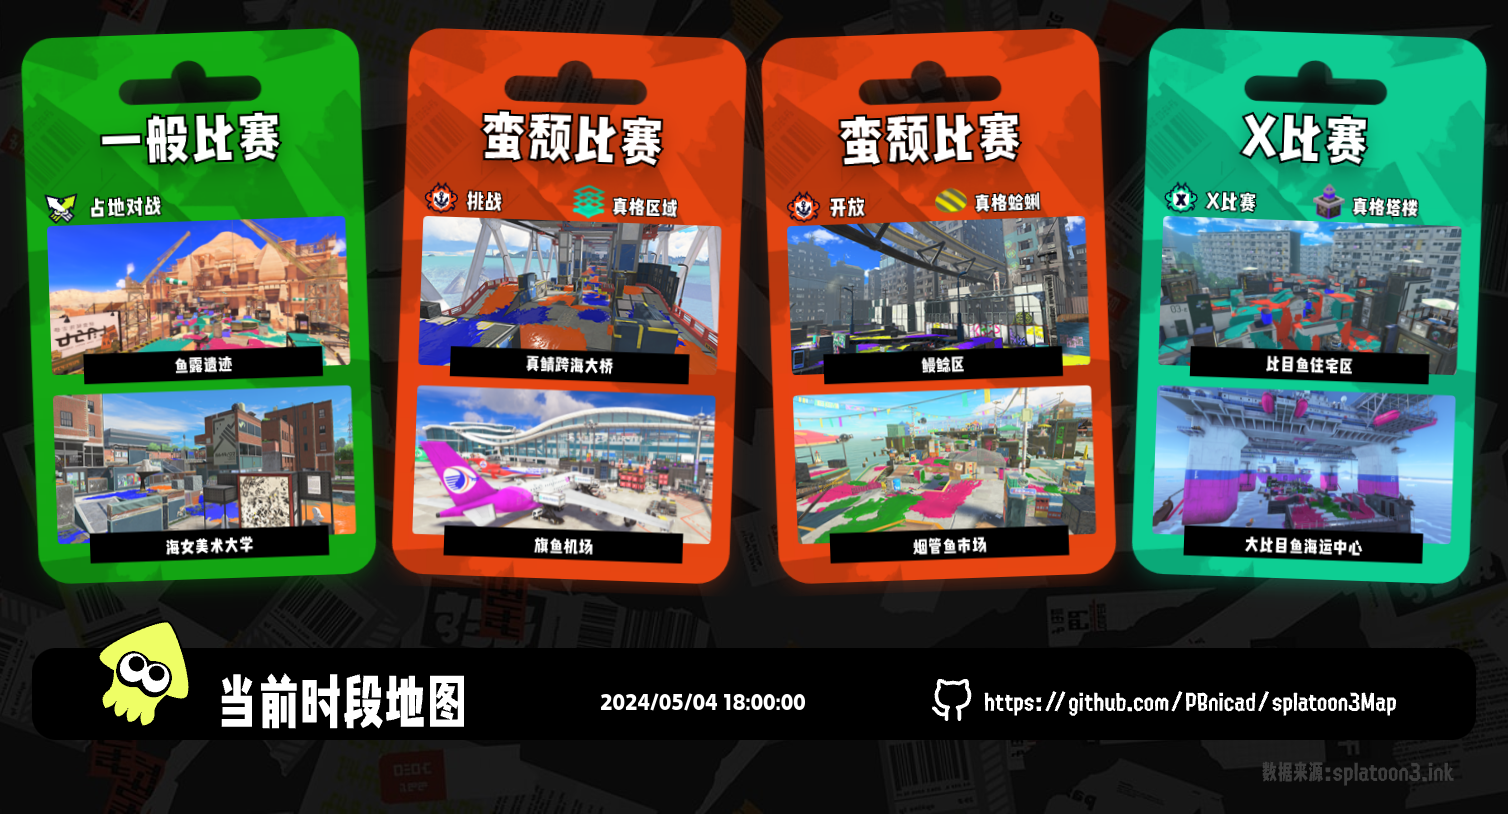 一般比赛
占地对战
鱼露遗迹
海女美术大学
蛮颓比赛
挑战
真格区域
真鲭跨海大桥
旗鱼机场
蛮颓比赛
开放
真格蛤蜊
鳗鲶区
烟管鱼市场
X比赛
X比赛
真格塔楼
比目鱼住宅区
大比目鱼海运中心
当前时段地图
2024/05/04 18:00:00
https://github.com/PBnicad/splatoon3Map
数据来源:splatoon3.ink